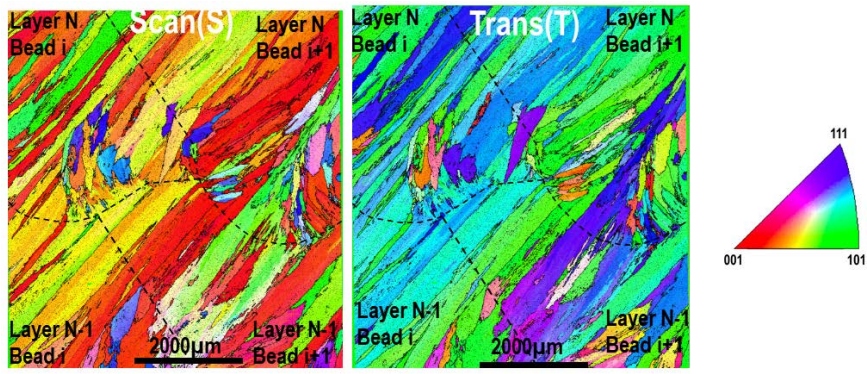 Layer N
Bead i
Scan(S)
Layer N
Bead i+1
Layer N-1
Bead i
2000µm
Layer N-1
Bead i+1
Layer N
Bead i
Trans(T)
Layer N
Bead i+1
Layer N-1
Bead i
2000µm
Layer N-1
Bead i+1
111
001
101